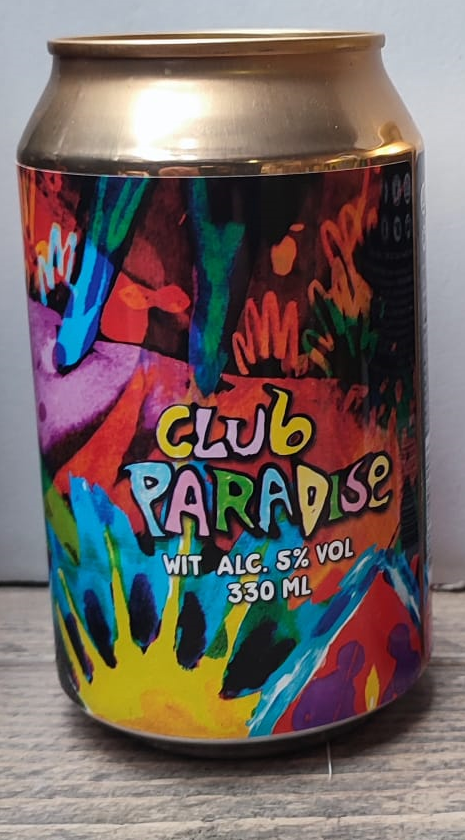 CLUb
PARADISe
WIT ALC. 5% VOL
330 ML